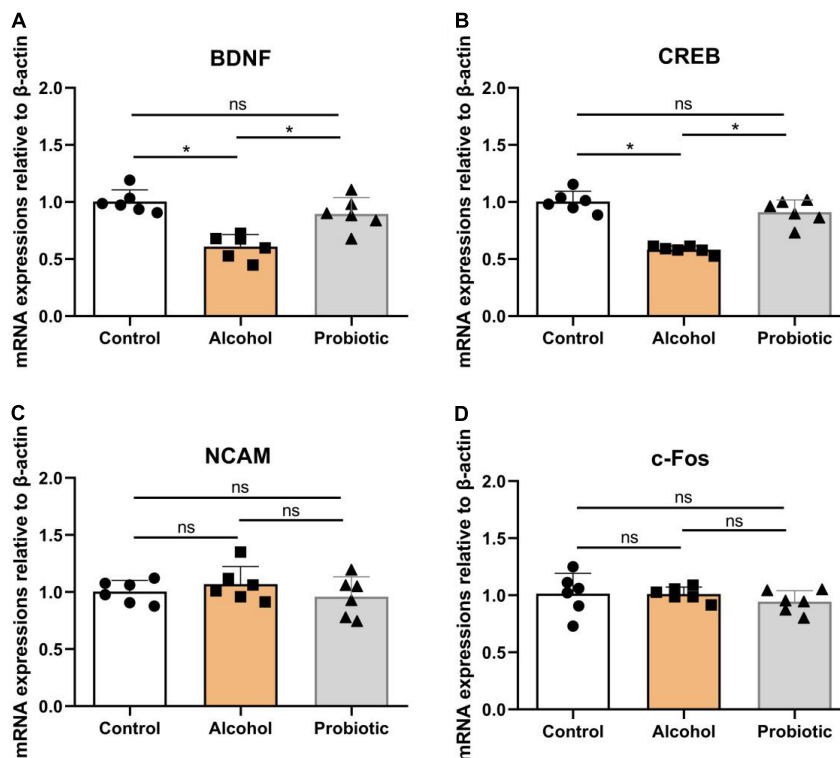 A
BDNF
mRNA expressions relative to β-actin
2.0
1.5
1.0
0.5
0.0
ns
*
*
Control
Alcohol
Probiotic
B
CREB
mRNA expressions relative to β-actin
2.0
1.5
1.0
0.5
0.0
ns
*
*
Control
Alcohol
Probiotic
C
NCAM
mRNA expressions relative to β-actin
2.0
1.5
1.0
0.5
0.0
ns
ns
ns
Control
Alcohol
Probiotic
D
c-Fos
mRNA expressions relative to β-actin
2.0
1.5
1.0
0.5
0.0
ns
ns
ns
Control
Alcohol
Probiotic